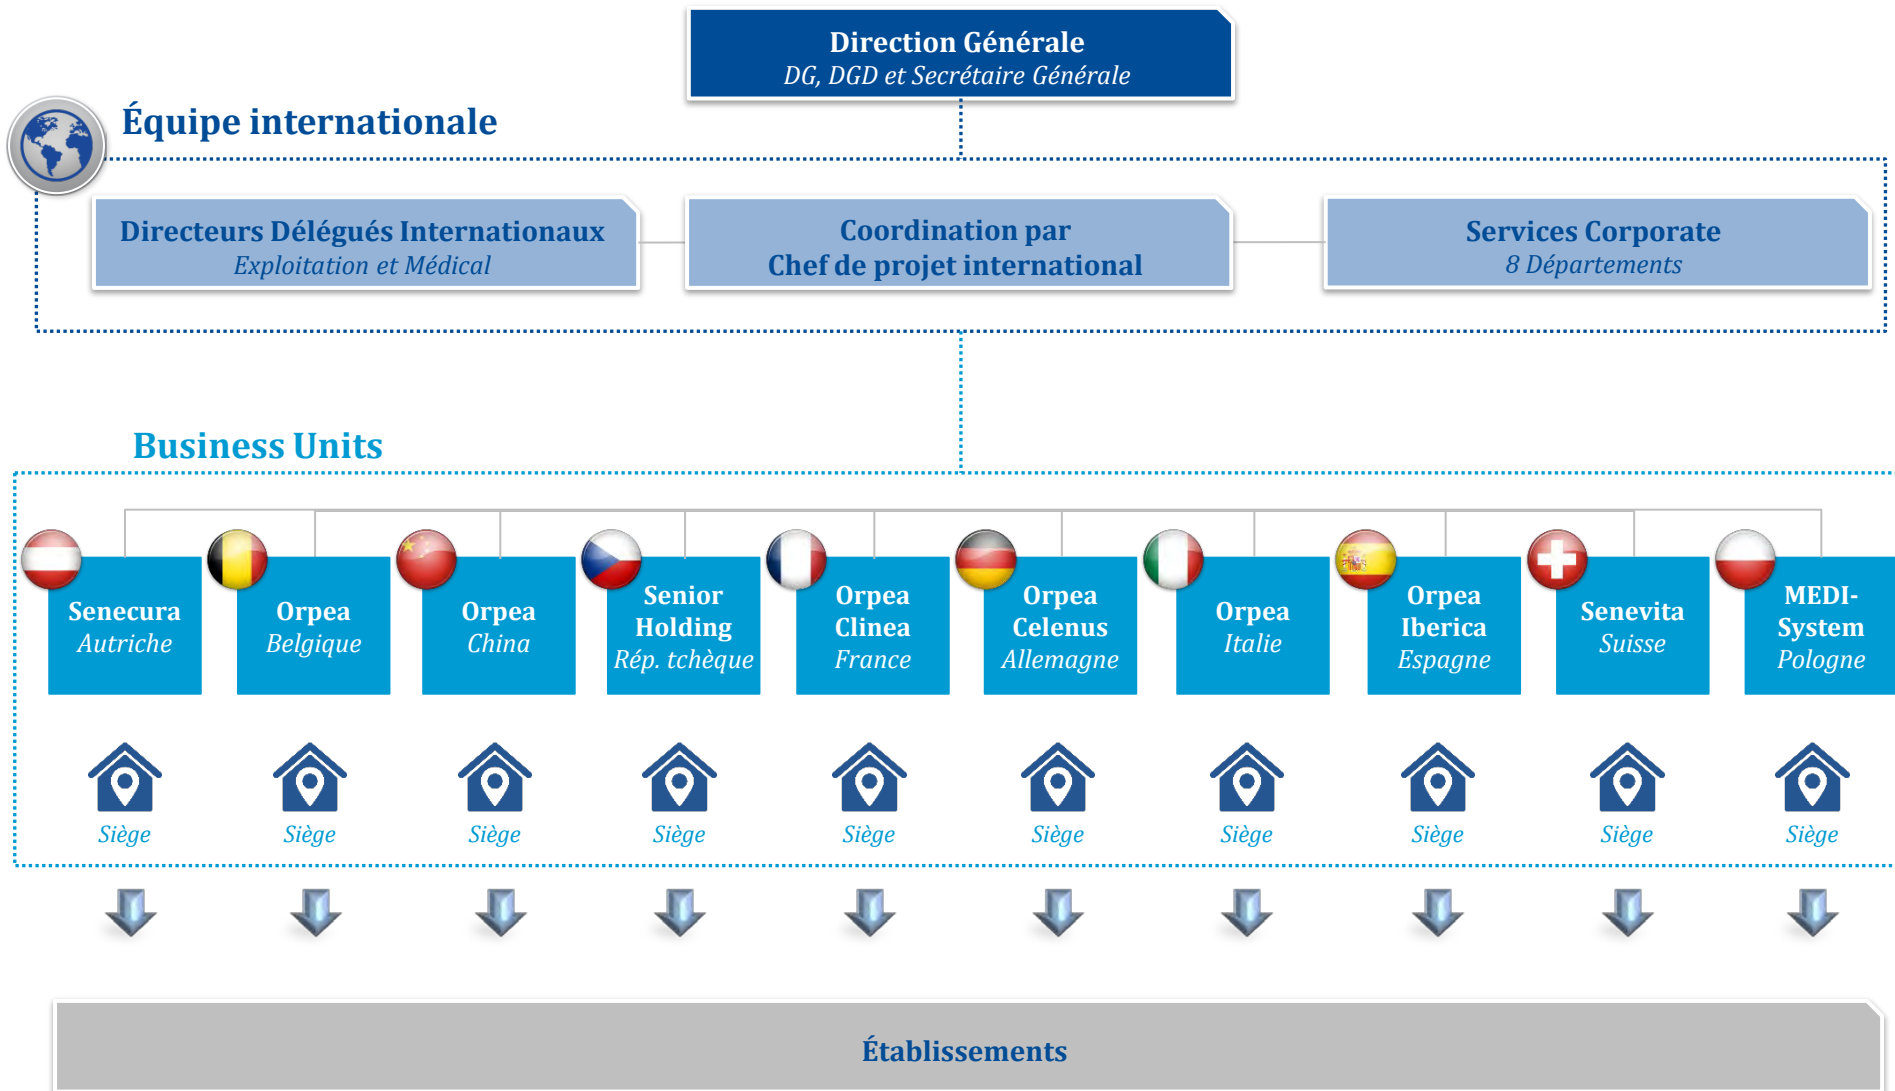 Direction Générale
DG, DGD et Secrétaire Générale
Équipe internationale
Directeurs Délégués Internationaux
Exploitation et Médical
Coordination par
Chef de projet international
Services Corporate
8 Départements
Business Units
Senecura
Autriche
Orpea
Belgique
Orpea
China
Senior
Holding
Rép. tchèque
Orpea
Clinea
France
Orpea
Celenus
Allemagne
Orpea
Italie
Orpea
Iberica
Espagne
Senevita
Suisse
MEDI-
System
Pologne
Siège
Siège
Siège
Siège
Siège
Siège
Siège
Siège
Siège
Siège
Établissements